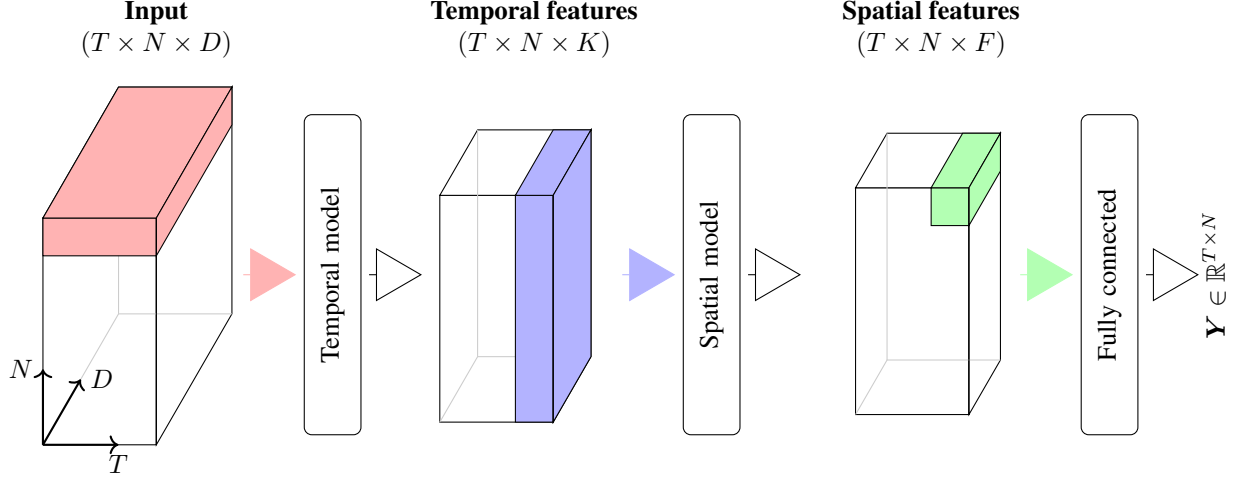 Input
(T × N × D)
Temporal features
(T × N × K)
Spatial features
(T × N × F)
N
D
T
Temporal model
Spatial model
Fully connected
Y ∈ ℝ^{T×N}